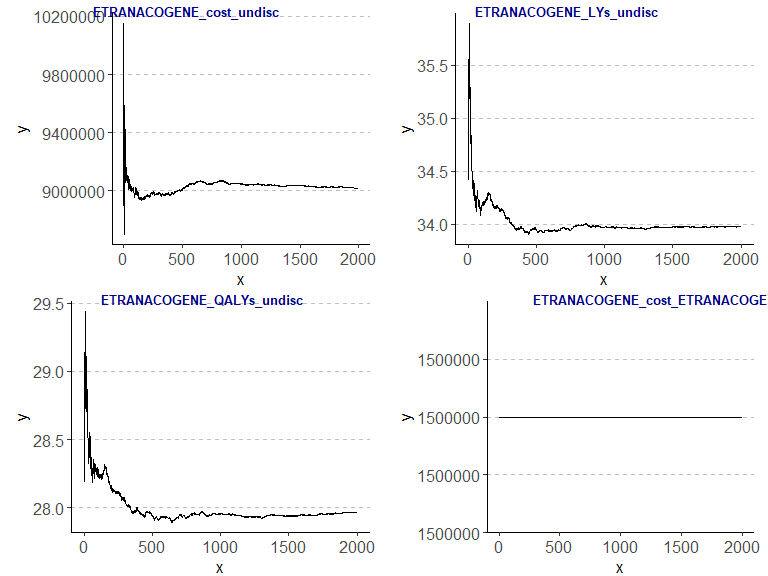 ETRANACOGENE_cost_undisc
10200000
9800000
9400000
9000000
y
0 500 1000 1500 2000
x
ETRANACOGENE_LYs_undisc
35.5
35.0
34.5
34.0
y
0 500 1000 1500 2000
x
ETRANACOGENE_QALYs_undisc
29.5
29.0
28.5
28.0
y
0 500 1000 1500 2000
x
ETRANACOGENE_cost_ETRANACOGE
1500000
1500000
1500000
1500000
y
0 500 1000 1500 2000
x